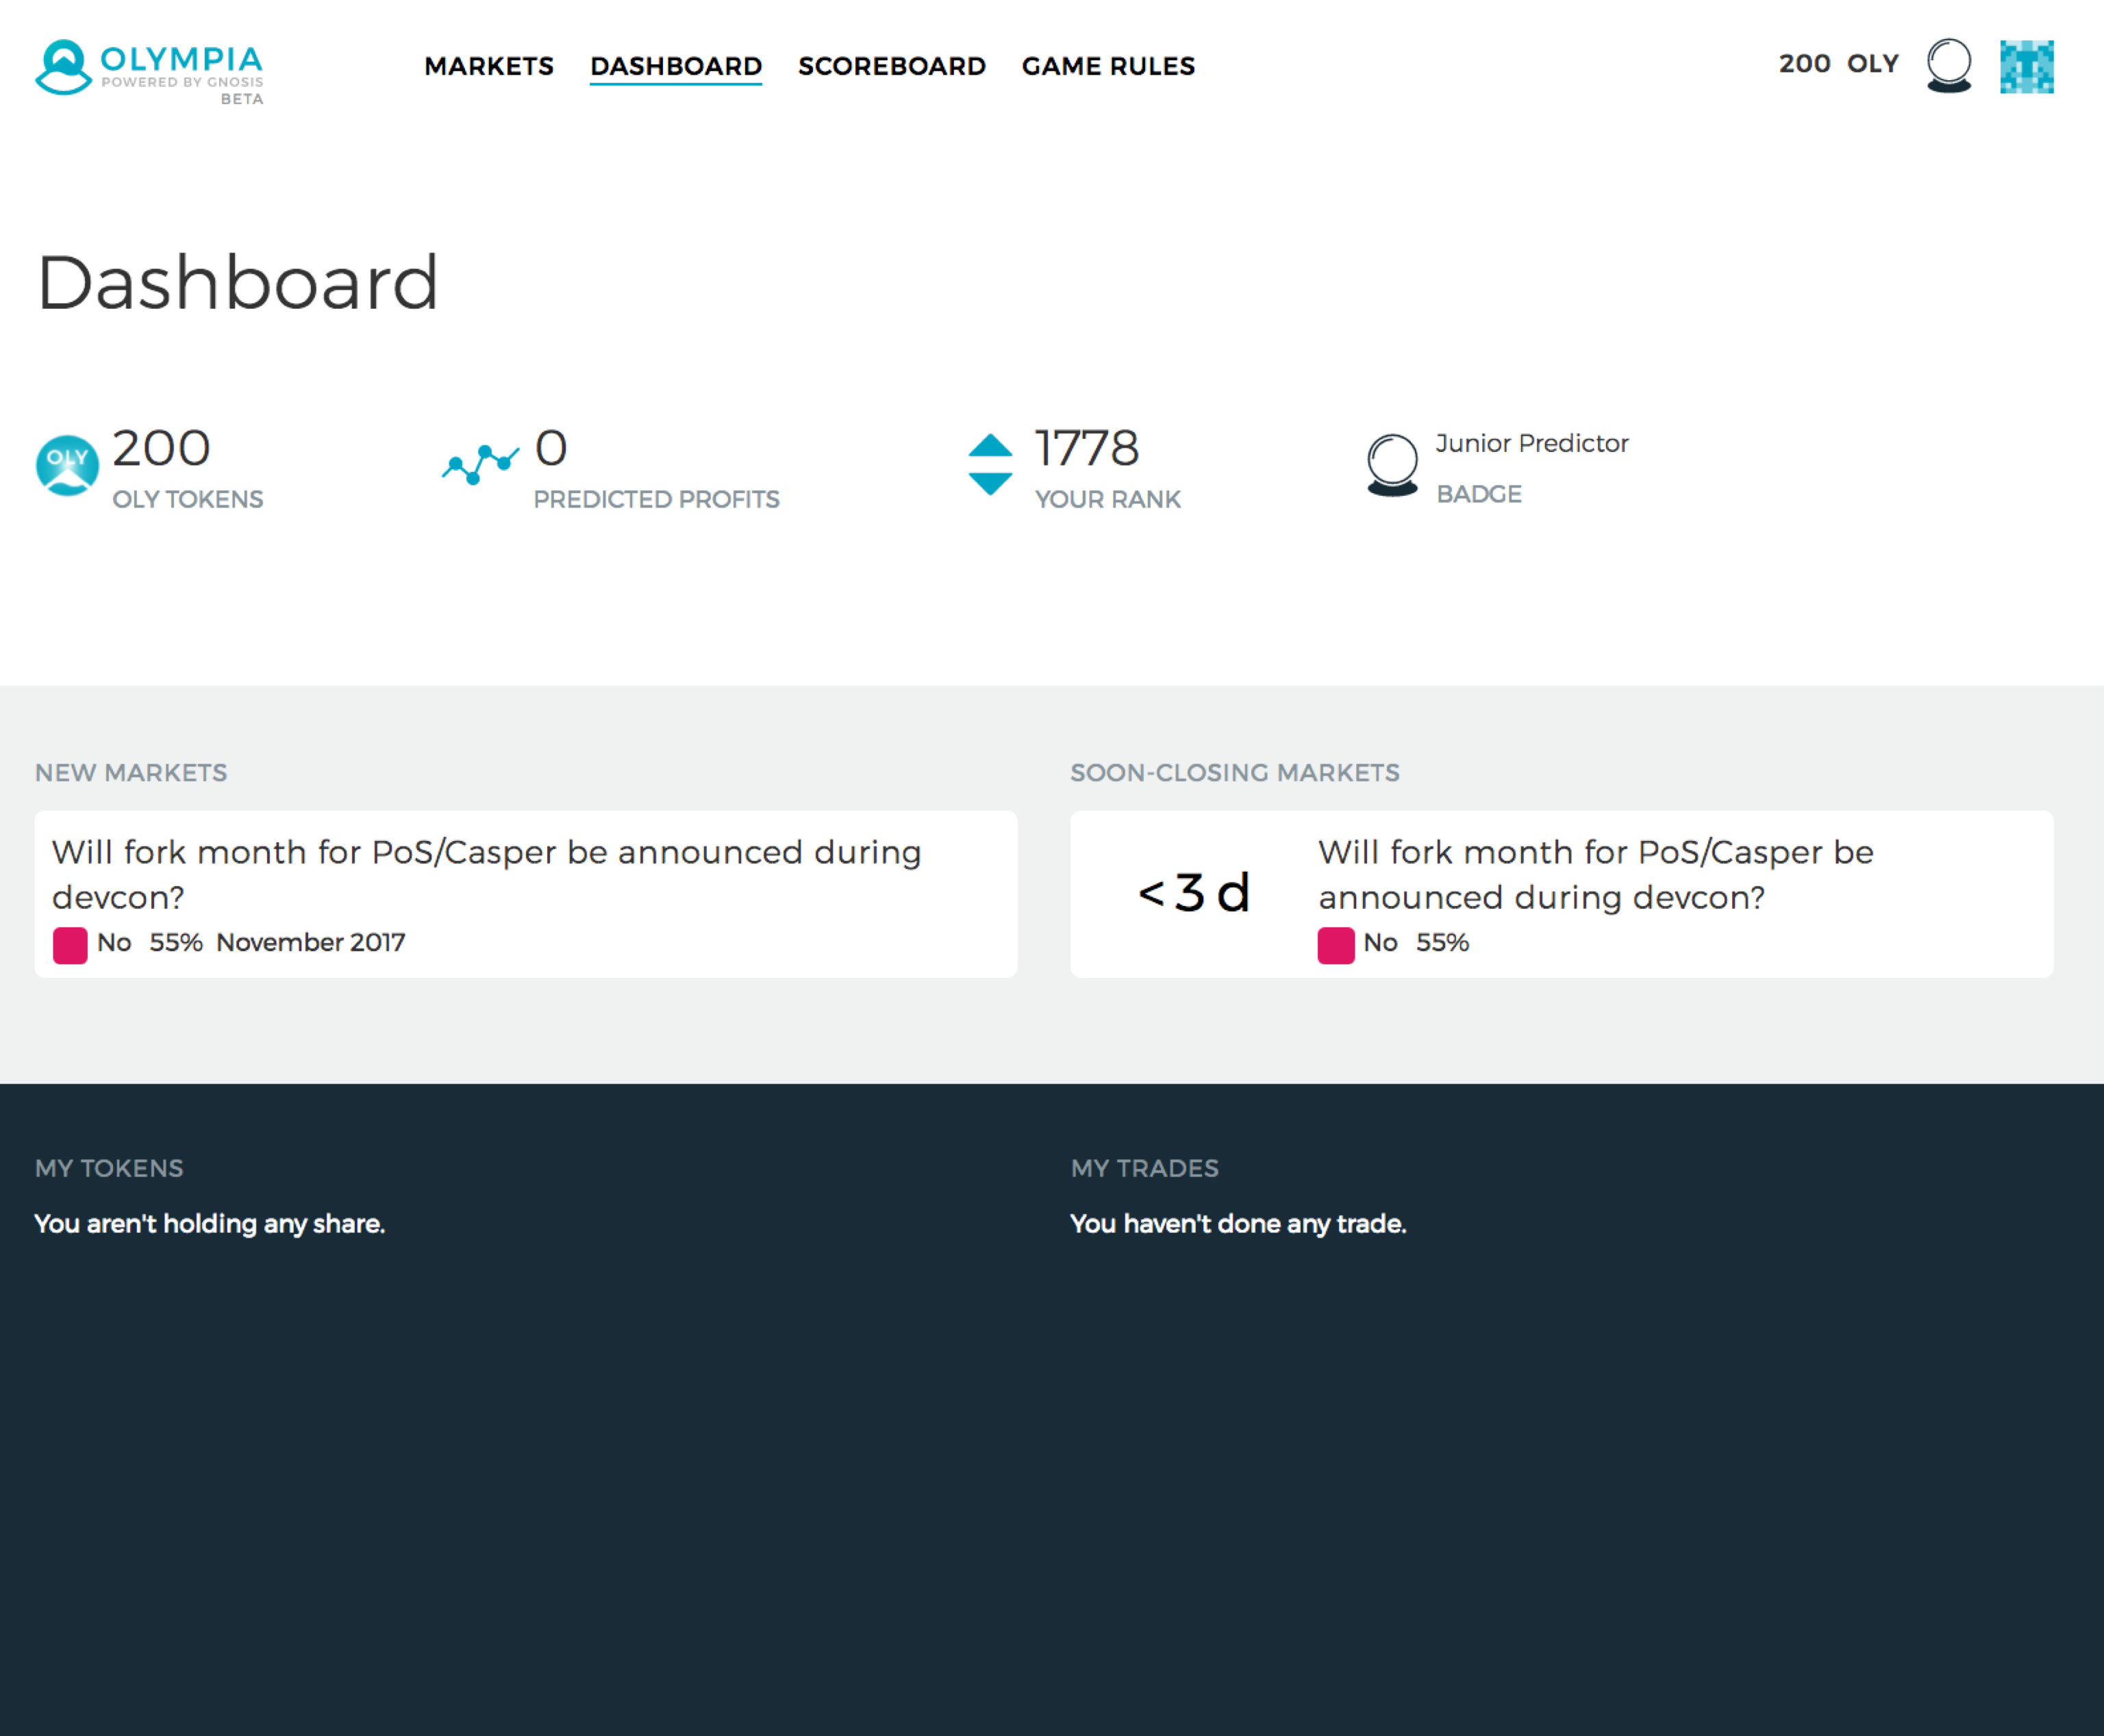 OLYMPIA
POWERED BY GNOSIS
BETA
MARKETS DASHBOARD SCOREBOARD GAME RULES
200 OLY
Dashboard
OLY
200
OLY TOKENS
0
PREDICTED PROFITS
1778
YOUR RANK
Junior Predictor
BADGE
NEW MARKETS
Will fork month for PoS/Casper be announced during
devcon?
No 55% November 2017
SOON-CLOSING MARKETS
<3 d
Will fork month for PoS/Casper be
announced during devcon?
No 55%
MY TOKENS
You aren't holding any share.
MY TRADES
You haven't done any trade.